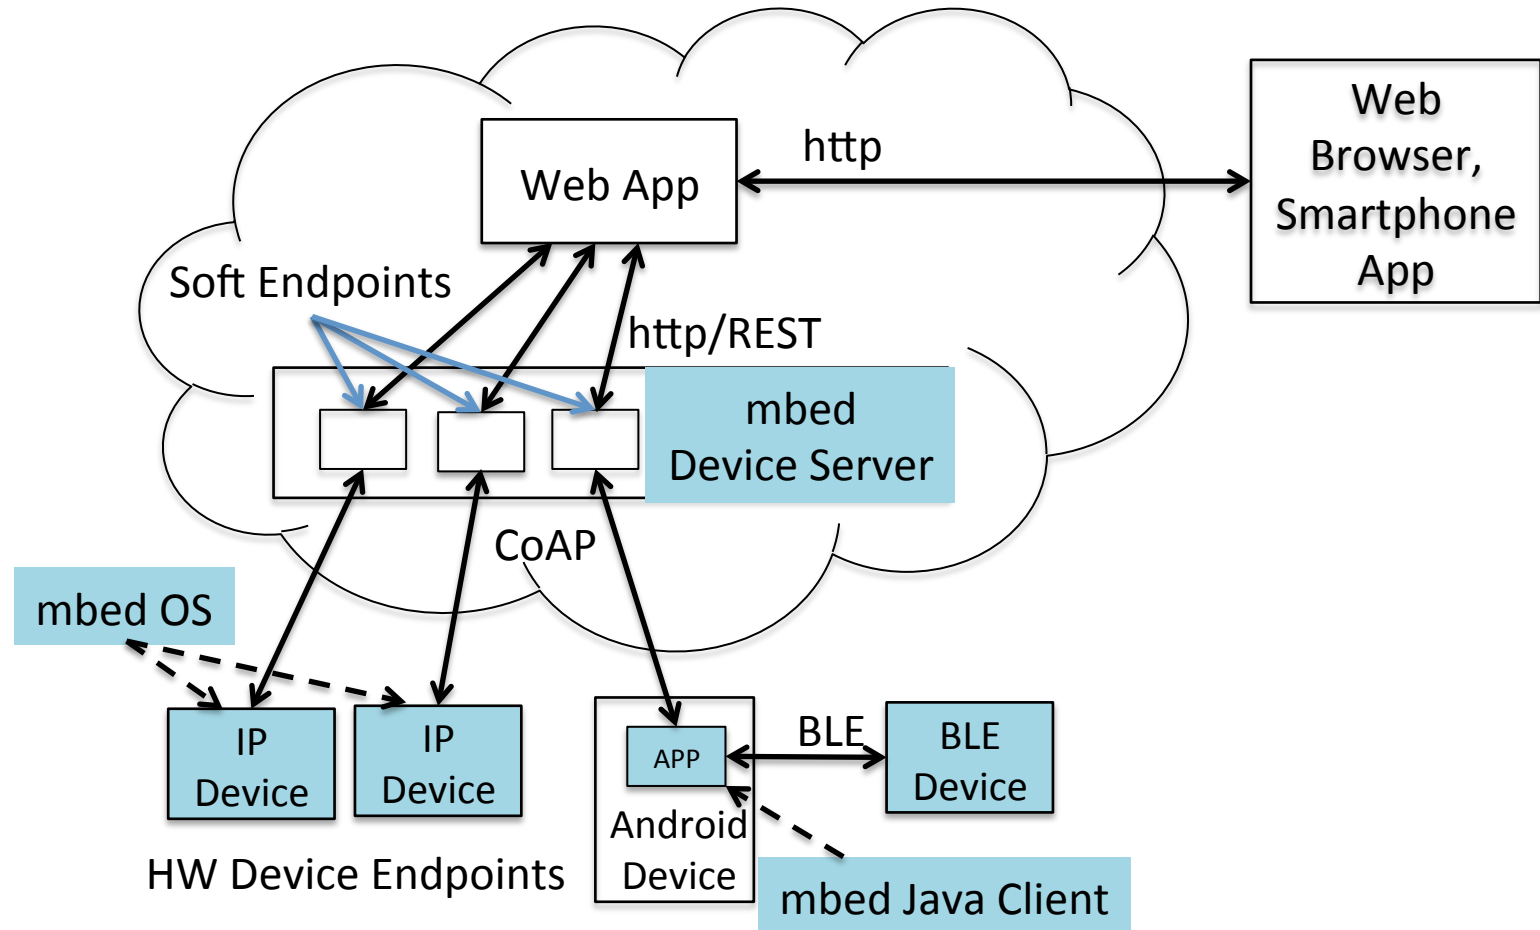 Web
Browser,
Smartphone
App
http
Web App
Soft Endpoints
http/REST
mbed
Device Server
CoAP
mbed OS
IP
Device
IP
Device
APP
BLE
BLE
Device
Android
Device
HW Device Endpoints
mbed Java Client